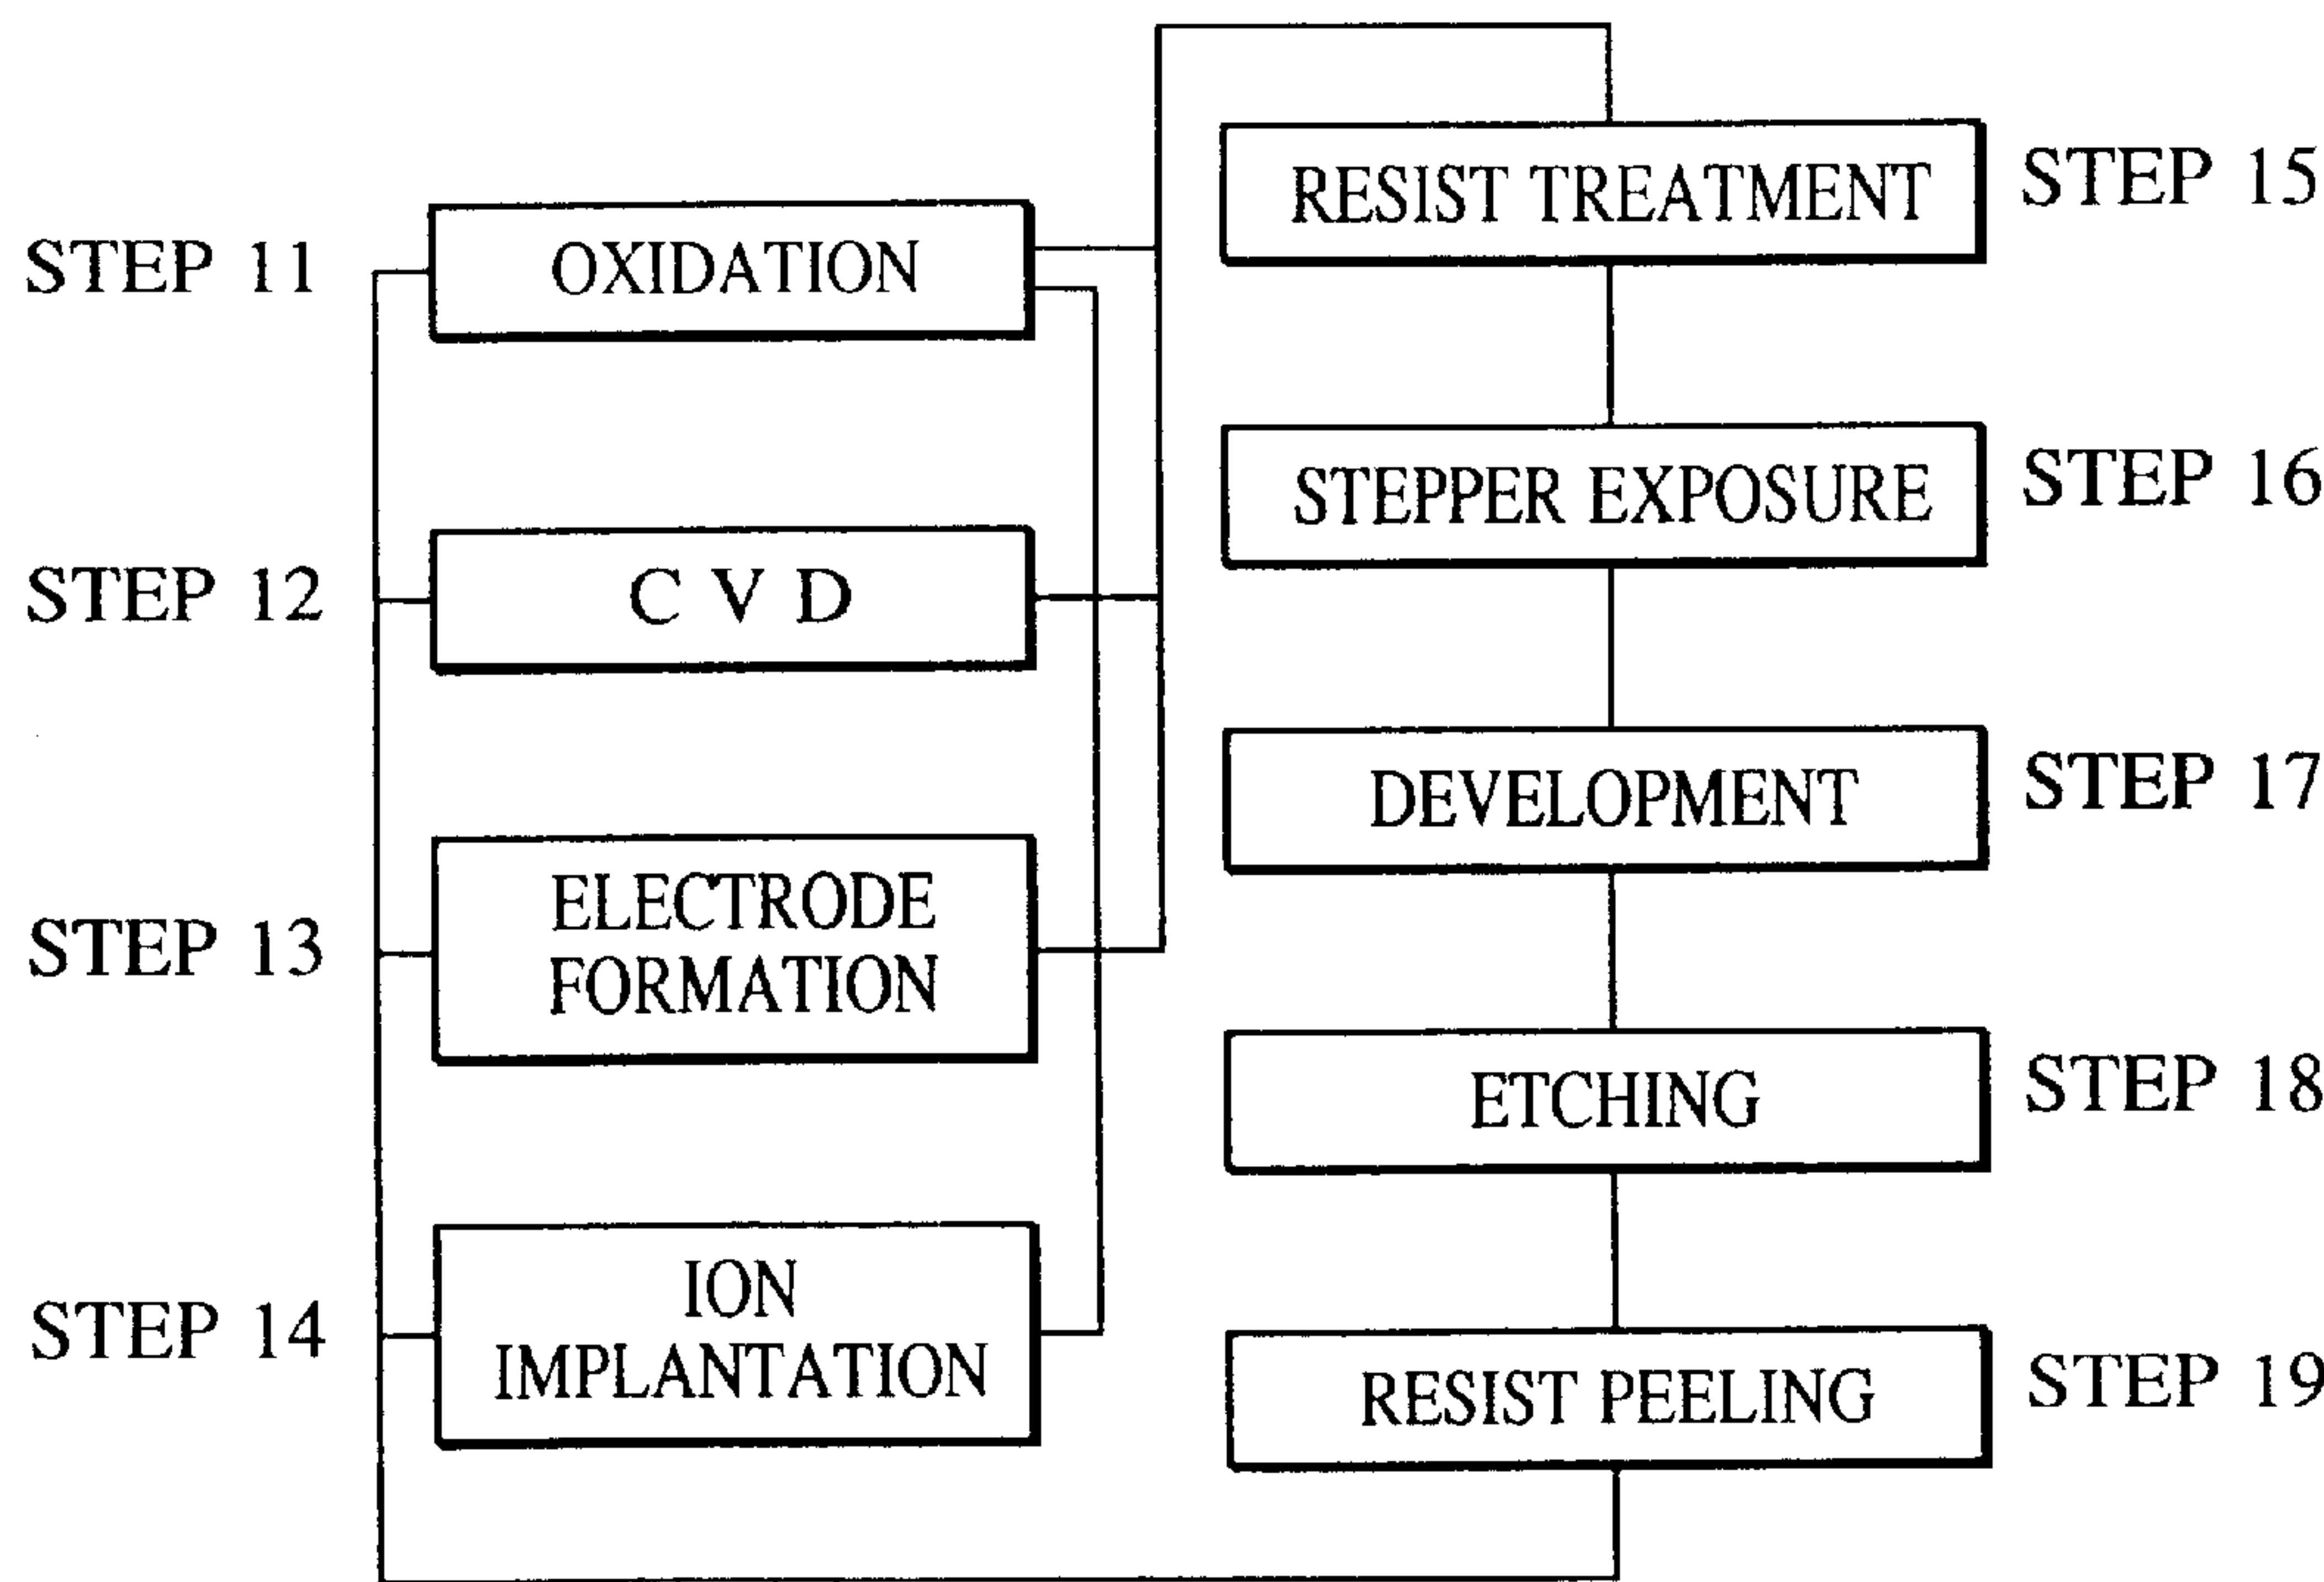 STEP 11
OXIDATION
STEP 12
C V D
STEP 13
ELECTRODE
FORMATION
STEP 14
ION
IMPLANTATION
RESIST TREATMENT
STEP 15
STEPPER EXPOSURE
STEP 16
DEVELOPMENT
STEP 17
ETCHING
STEP 18
RESIST PEELING
STEP 19